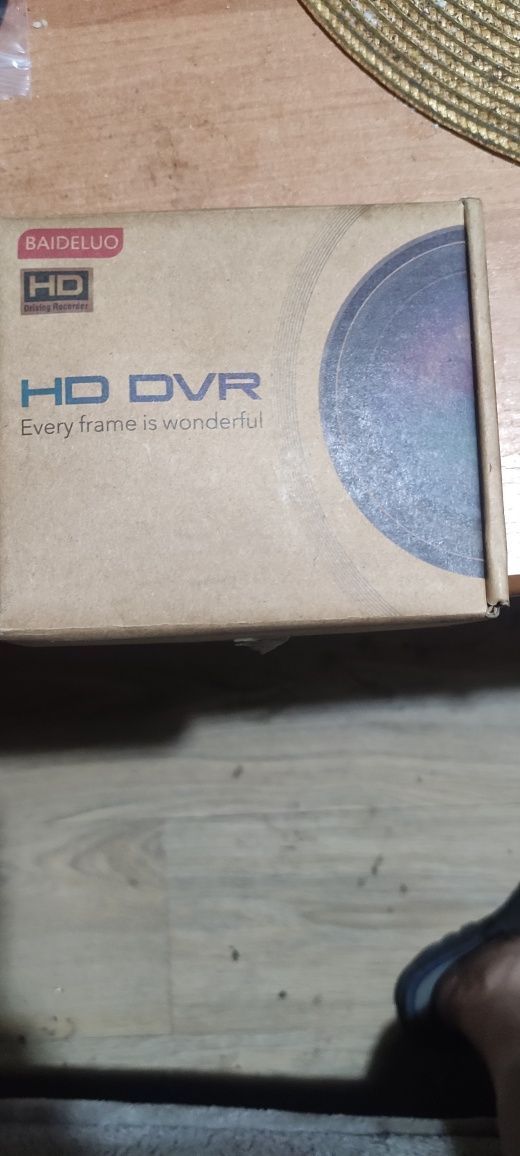 BAIDELUO
HD
Driving Recorder
HD DVR
Every frame is wonderful